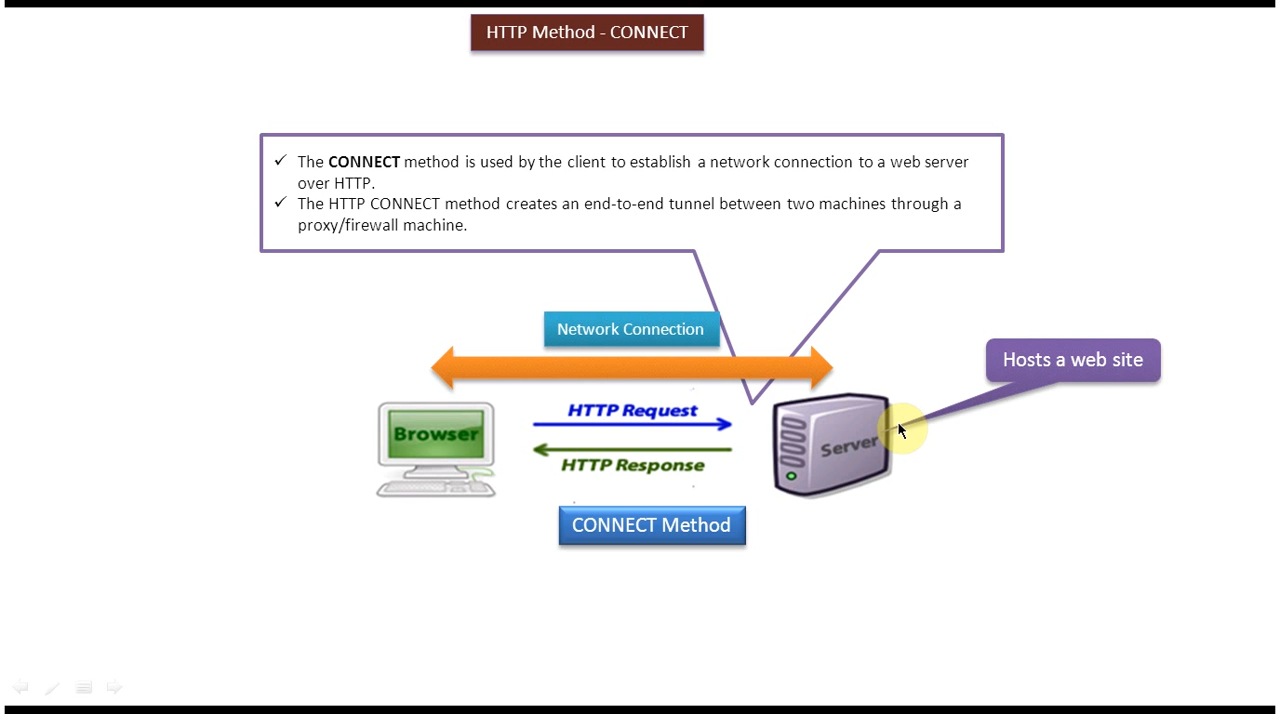 HTTP Method - CONNECT
✓ The CONNECT method is used by the client to establish a network connection to a web server
over HTTP.
✓ The HTTP CONNECT method creates an end-to-end tunnel between two machines through a
proxy/firewall machine.
Network Connection
Hosts a web site
HTTP Request
Browser
Server
HTTP Response
CONNECT Method